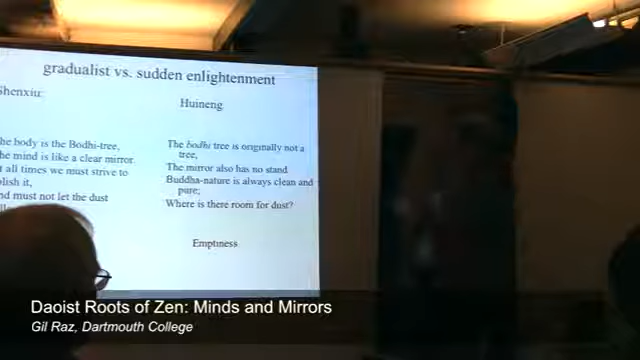 gradualist vs. sudden enlightenment
Shenxiu:
he body is the Bodhi-tree,
he mind is like a clear mirror.
t all times we must strive to
lish it,
nd must not let the dust
Huineng
The bodhi tree is originally not a
tree,
The mirror also has no stand
Buddha-nature is always clean and
pure;
Where is there room for dust?
Emptiness
Daoist Roots of Zen: Minds and Mirrors
Gil Raz, Dartmouth College